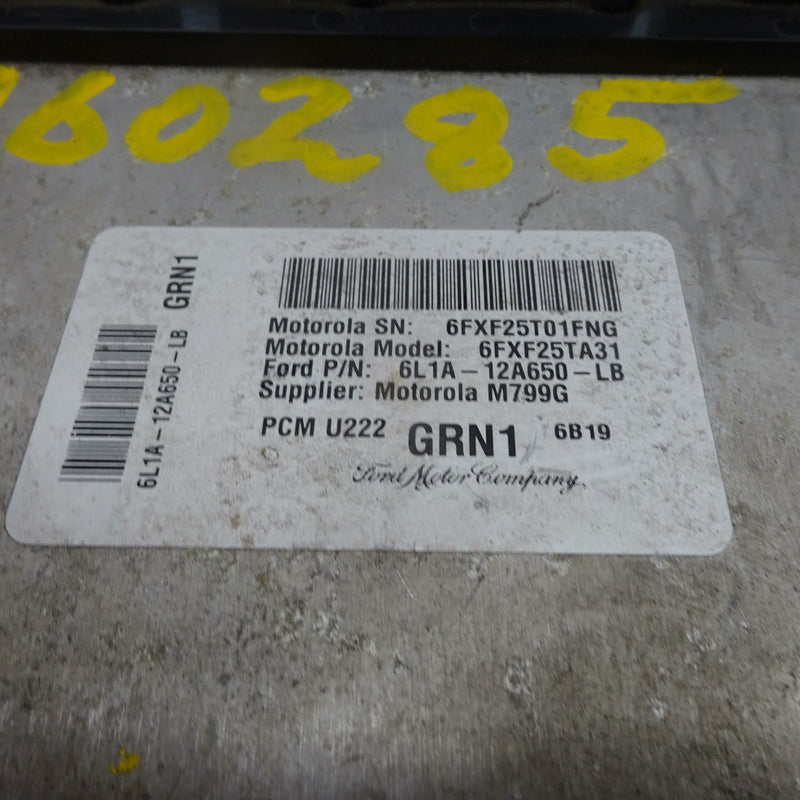 60285
GRN1
6L1A-12A650-LB
Motorola SN: 6FXF25T01FNG
Motorola Model: 6FXF25TA31
Ford P/N: 6L1A-12A650-LB
Supplier: Motorola M799G
PCM U222 GRN1 6B19
Ford Motor Company